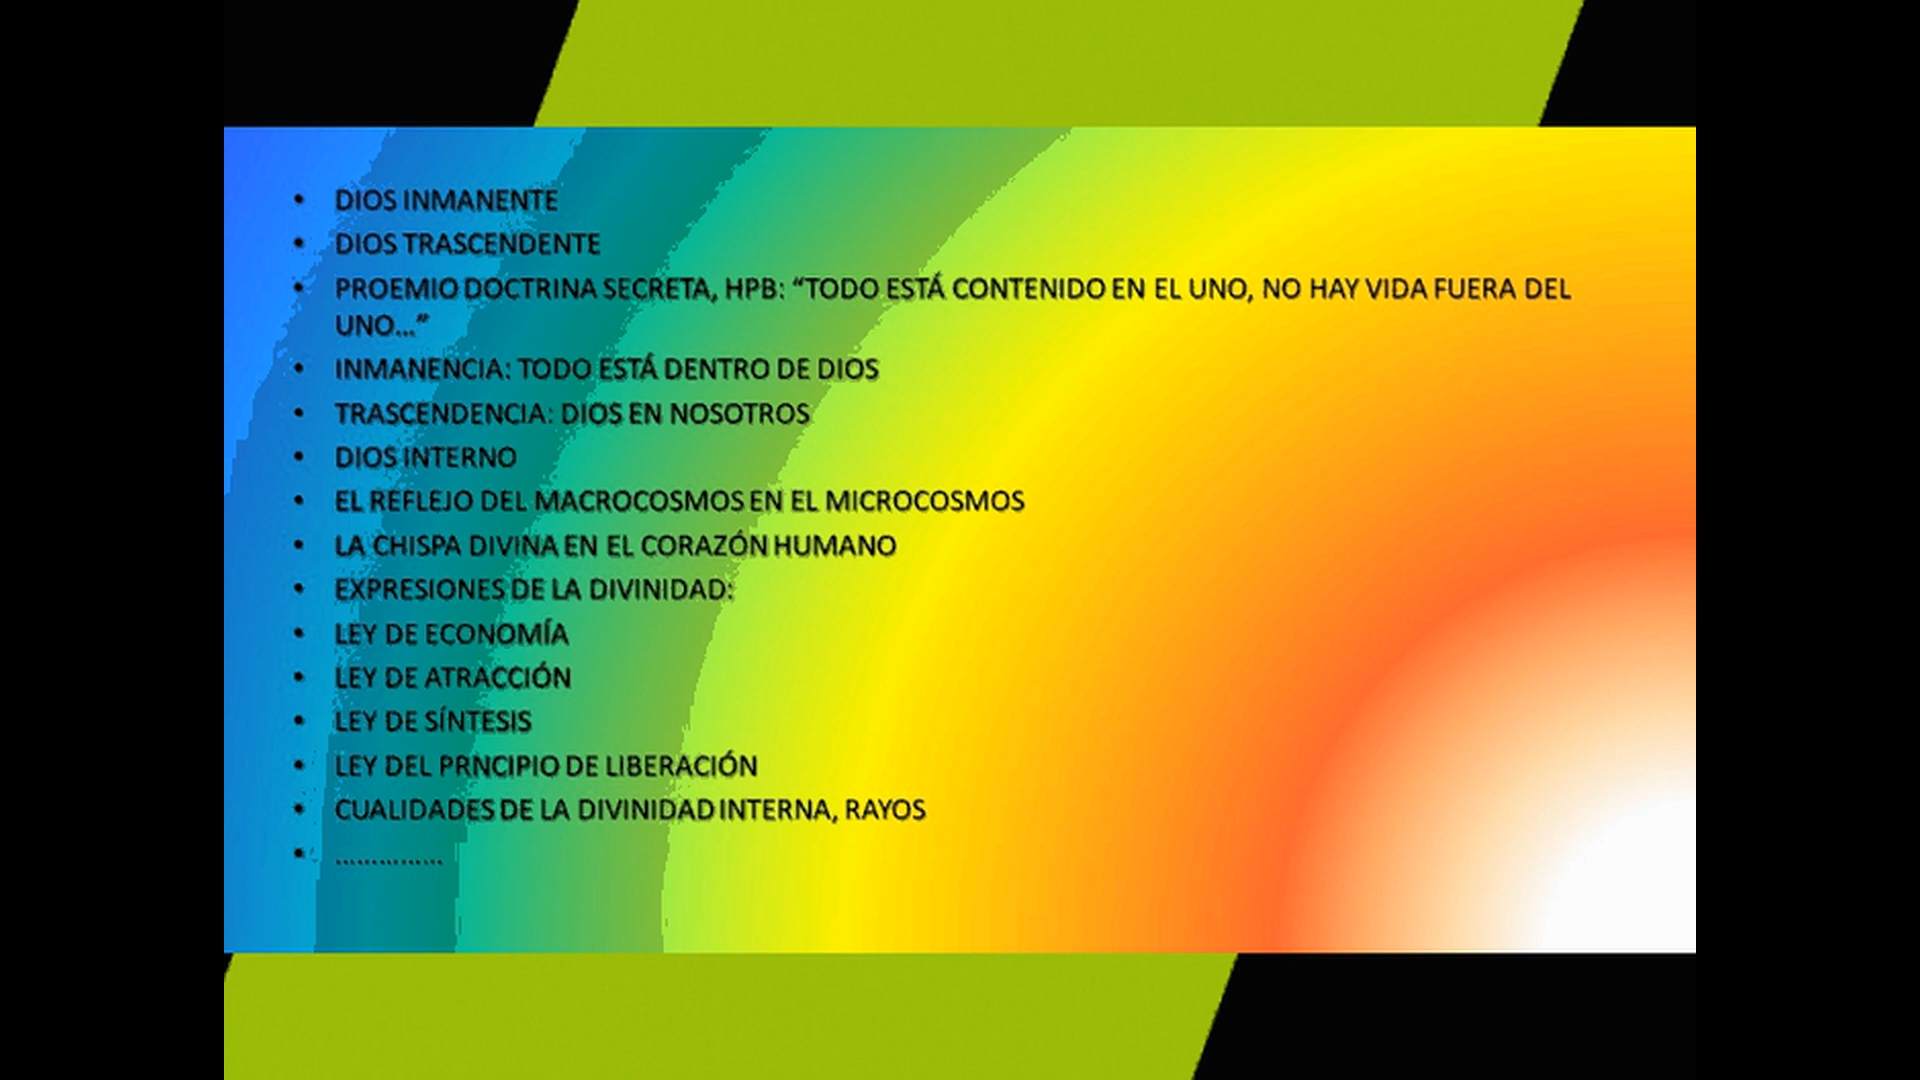 • DIOS INMANENTE
• DIOS TRASCENDENTE
• PROEMIO DOCTRINA SECRETA, HPB: “TODO ESTÁ CONTENIDO EN EL UNO, NO HAY VIDA FUERA DEL
UNO...”
• INMANENCIA: TODO ESTÁ DENTRO DE DIOS
• TRASCENDENCIA: DIOS EN NOSOTROS
• DIOS INTERNO
• EL REFLEJO DEL MACROCOSMOS EN EL MICROCOSMOS
• LA CHISPA DIVINA EN EL CORAZÓN HUMANO
• EXPRESIONES DE LA DIVINIDAD:
• LEY DE ECONOMÍA
• LEY DE ATRACCIÓN
• LEY DE SÍNTESIS
• LEY DEL PRNCIPIO DE LIBERACIÓN
• CUALIDADES DE LA DIVINIDAD INTERNA, RAYOS
• ...............